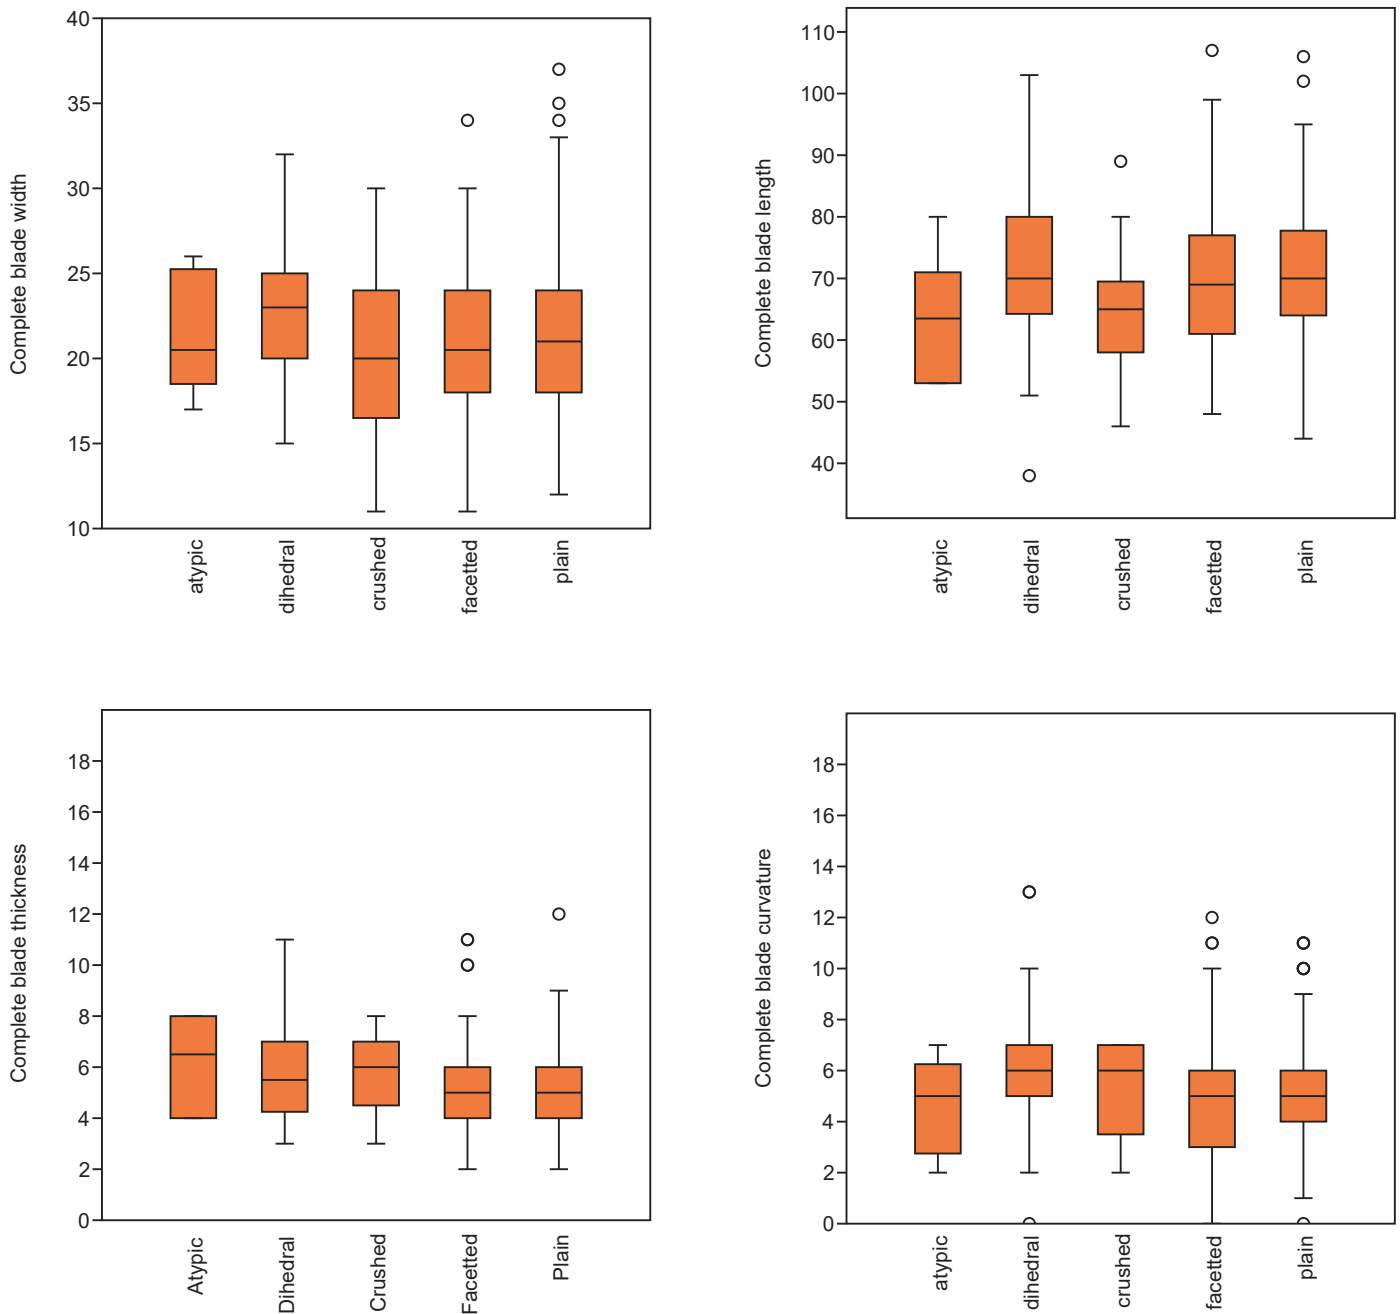 Complete blade width
40
35
30
25
20
15
10
atypic
dihedral
crushed
facetted
plain
Complete blade length
110
100
90
80
70
60
50
40
atypic
dihedral
crushed
facetted
plain
Complete blade thickness
18
16
14
12
10
8
6
4
2
0
Atypic
Dihedral
Crushed
Facetted
Plain
Complete blade curvature
18
16
14
12
10
8
6
4
2
0
atypic
dihedral
crushed
facetted
plain